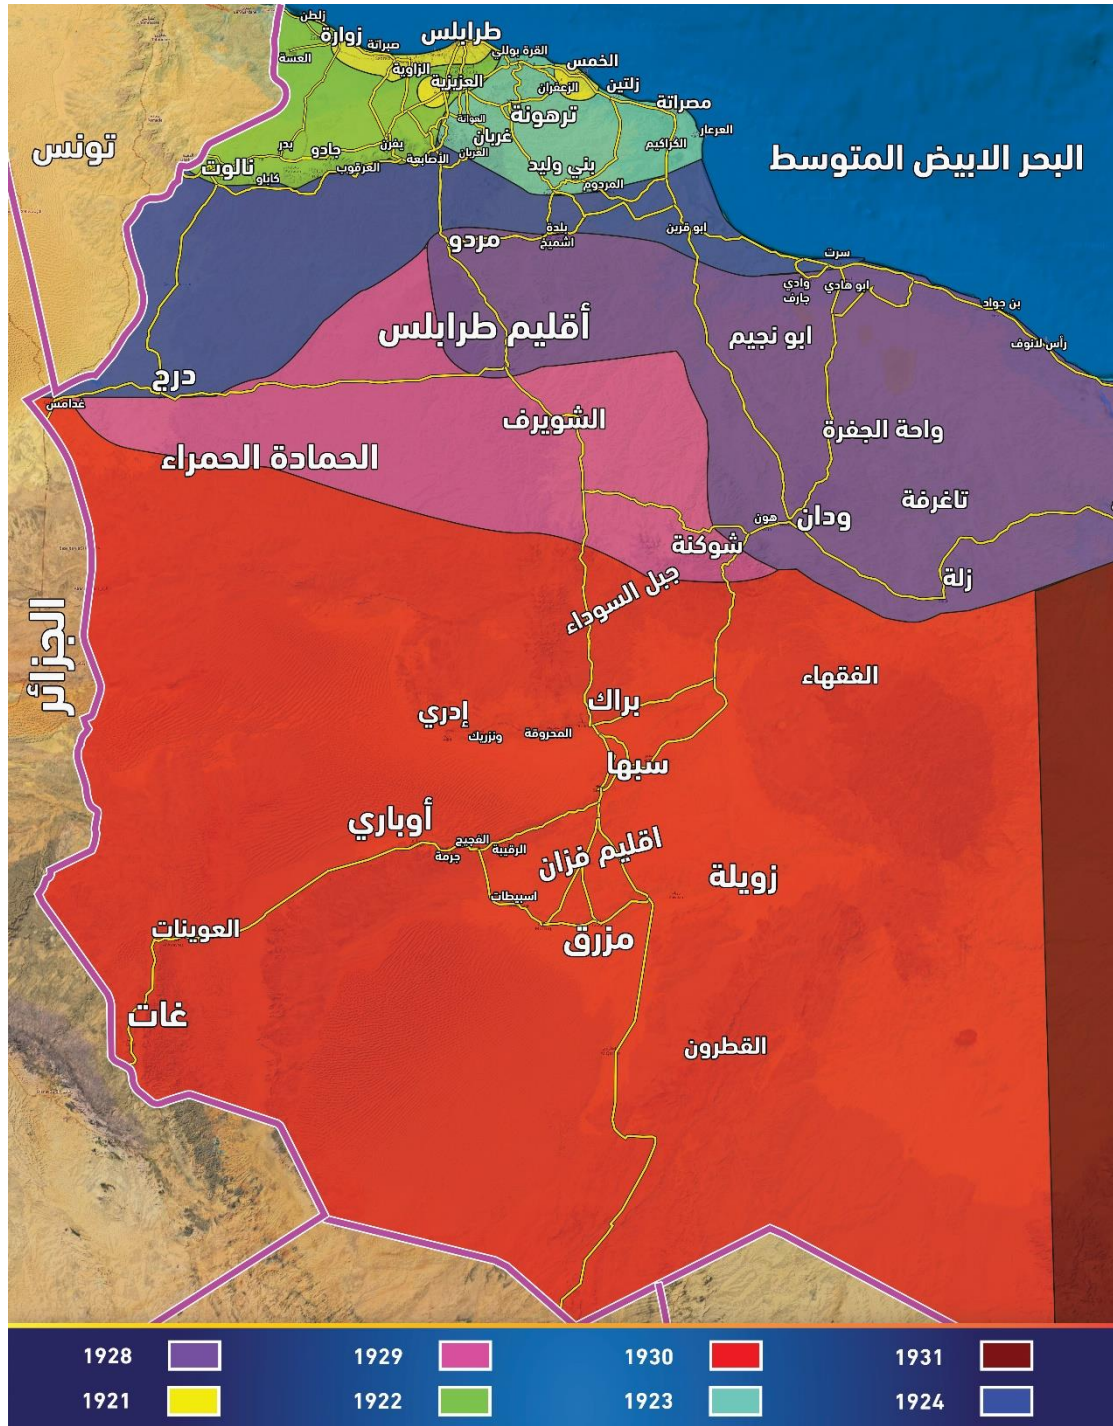 زلطن
زوارة
طرابلس
صبراتة
القرة بوللي
العسة
الزاوية
الخمس
العزيزية
الزعفران
زلتين
مصراتة
ترهونة
العرعار
تونس
بدر
جادو
يفرن
غريان
الكراكيم
الأصابعة
القريان
نالوت
كاباو
العرقوب
بني وليد
المردوم
البحر الابيض المتوسط
مردو
بلدة
اشميخ
ابو قرين
سرت
وادي
جارف
ابو هادي
بن جواد
رأس لانوف
أقليم طرابلس
ابو نجيم
درج
غدامس
الشويرف
واحة الجفرة
الحمادة الحمراء
تاغرفة
ودان
هون
شوكنة
زلة
جبل السوداء
الجزائر
الفقهاء
براك
إدري
ونزريك
المحروقة
سبها
أوباري
الفجيج
جرمة
الرقيبة
اقليم فزان
زويلة
اسبيطات
العوينات
مزرق
غات
القطرون
1928
1929
1930
1931
1921
1922
1923
1924